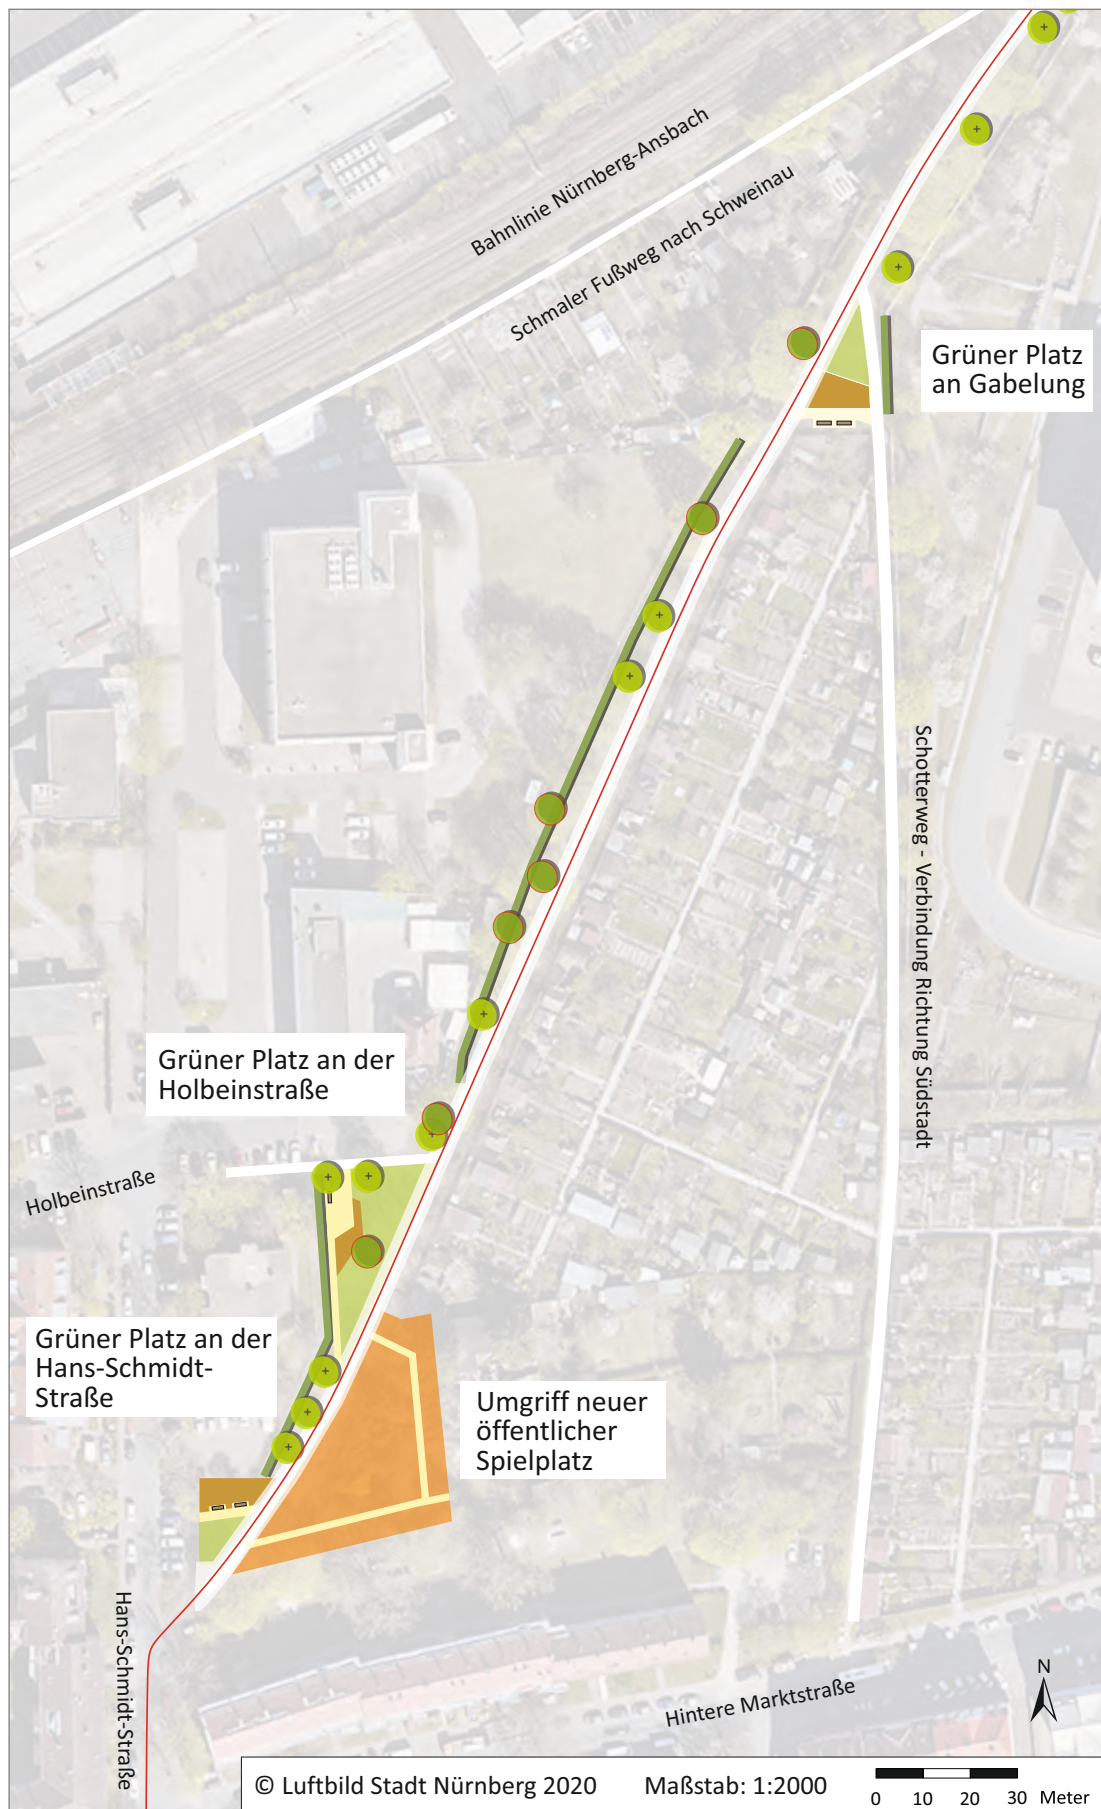 Bahnlinie Nürnberg-Ansbach
Schmaler Fußweg nach Schweinau
Grüner Platz
an Gabelung
Schotterweg - Verbindung Richtung Südstadt
Grüner Platz an der
Holbeinstraße
Holbeinstraße
Grüner Platz an der
Hans-Schmidt-
Straße
Umgriff neuer
öffentlicher
Spielplatz
Hans-Schmidt-Straße
Hintere Marktstraße
N
© Luftbild Stadt Nürnberg 2020 Maßstab: 1:2000
0 10 20 30 Meter